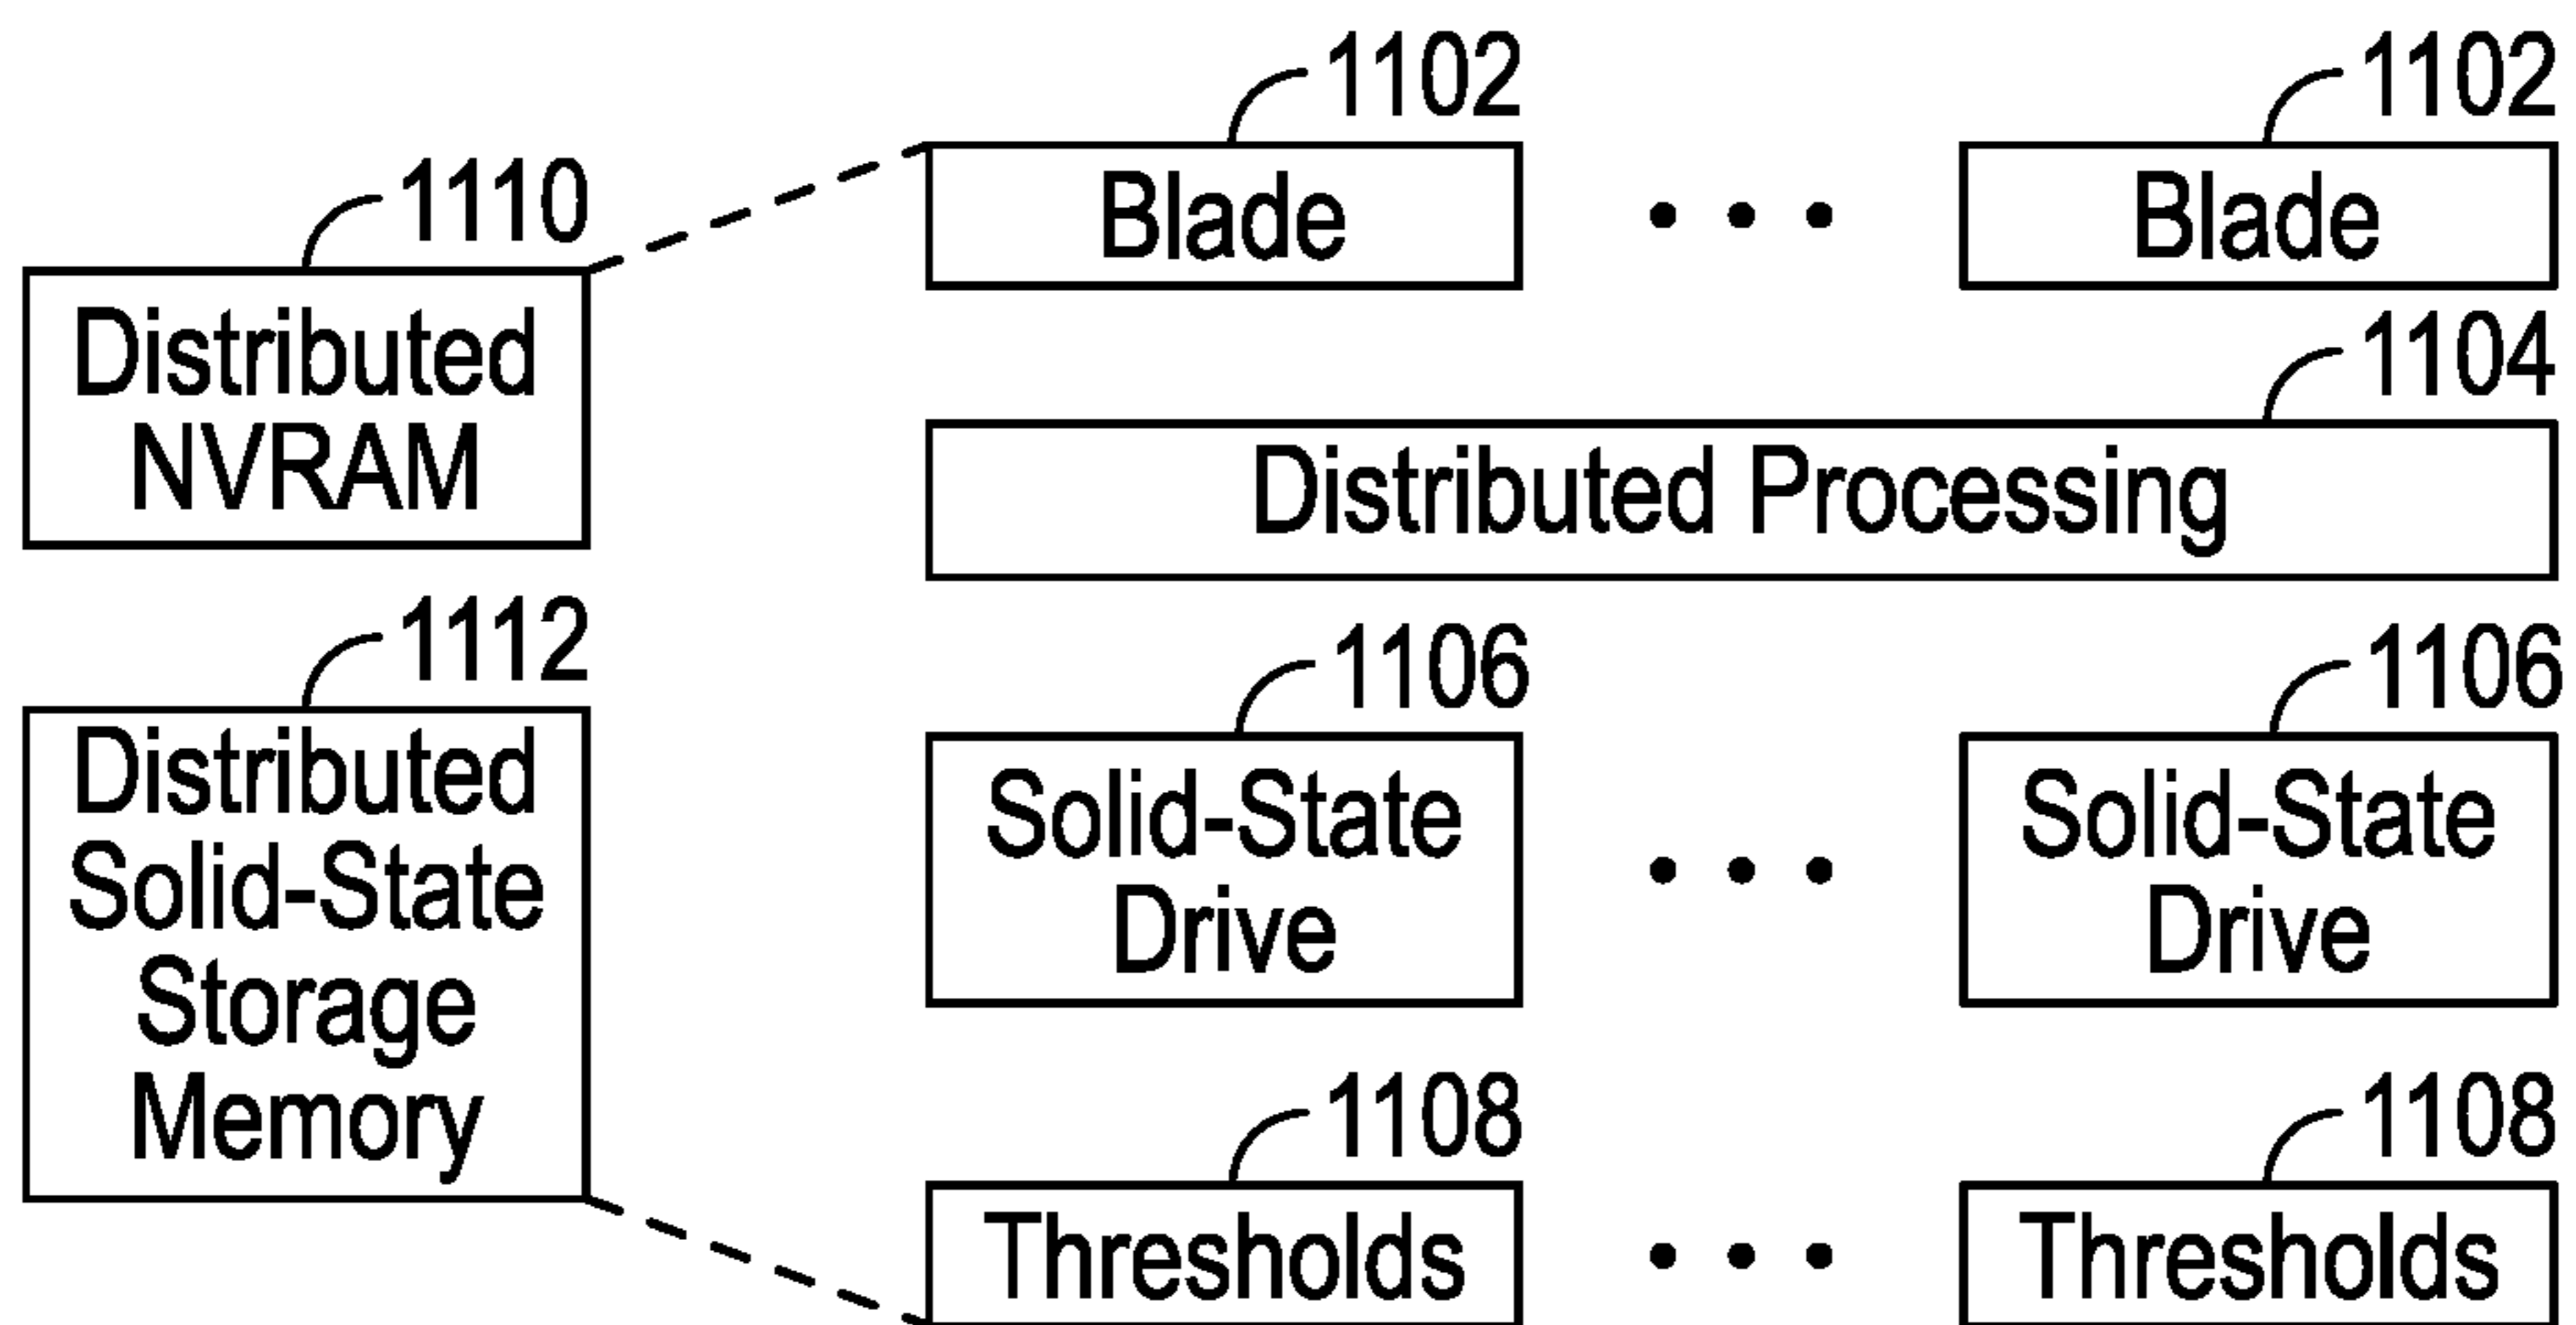 1102
1102
1110
Blade
Blade
Distributed
NVRAM
1104
Distributed Processing
1112
1106
1106
Distributed
Solid-State
Storage
Memory
Solid-State
Drive
Solid-State
Drive
1108
1108
Thresholds
Thresholds